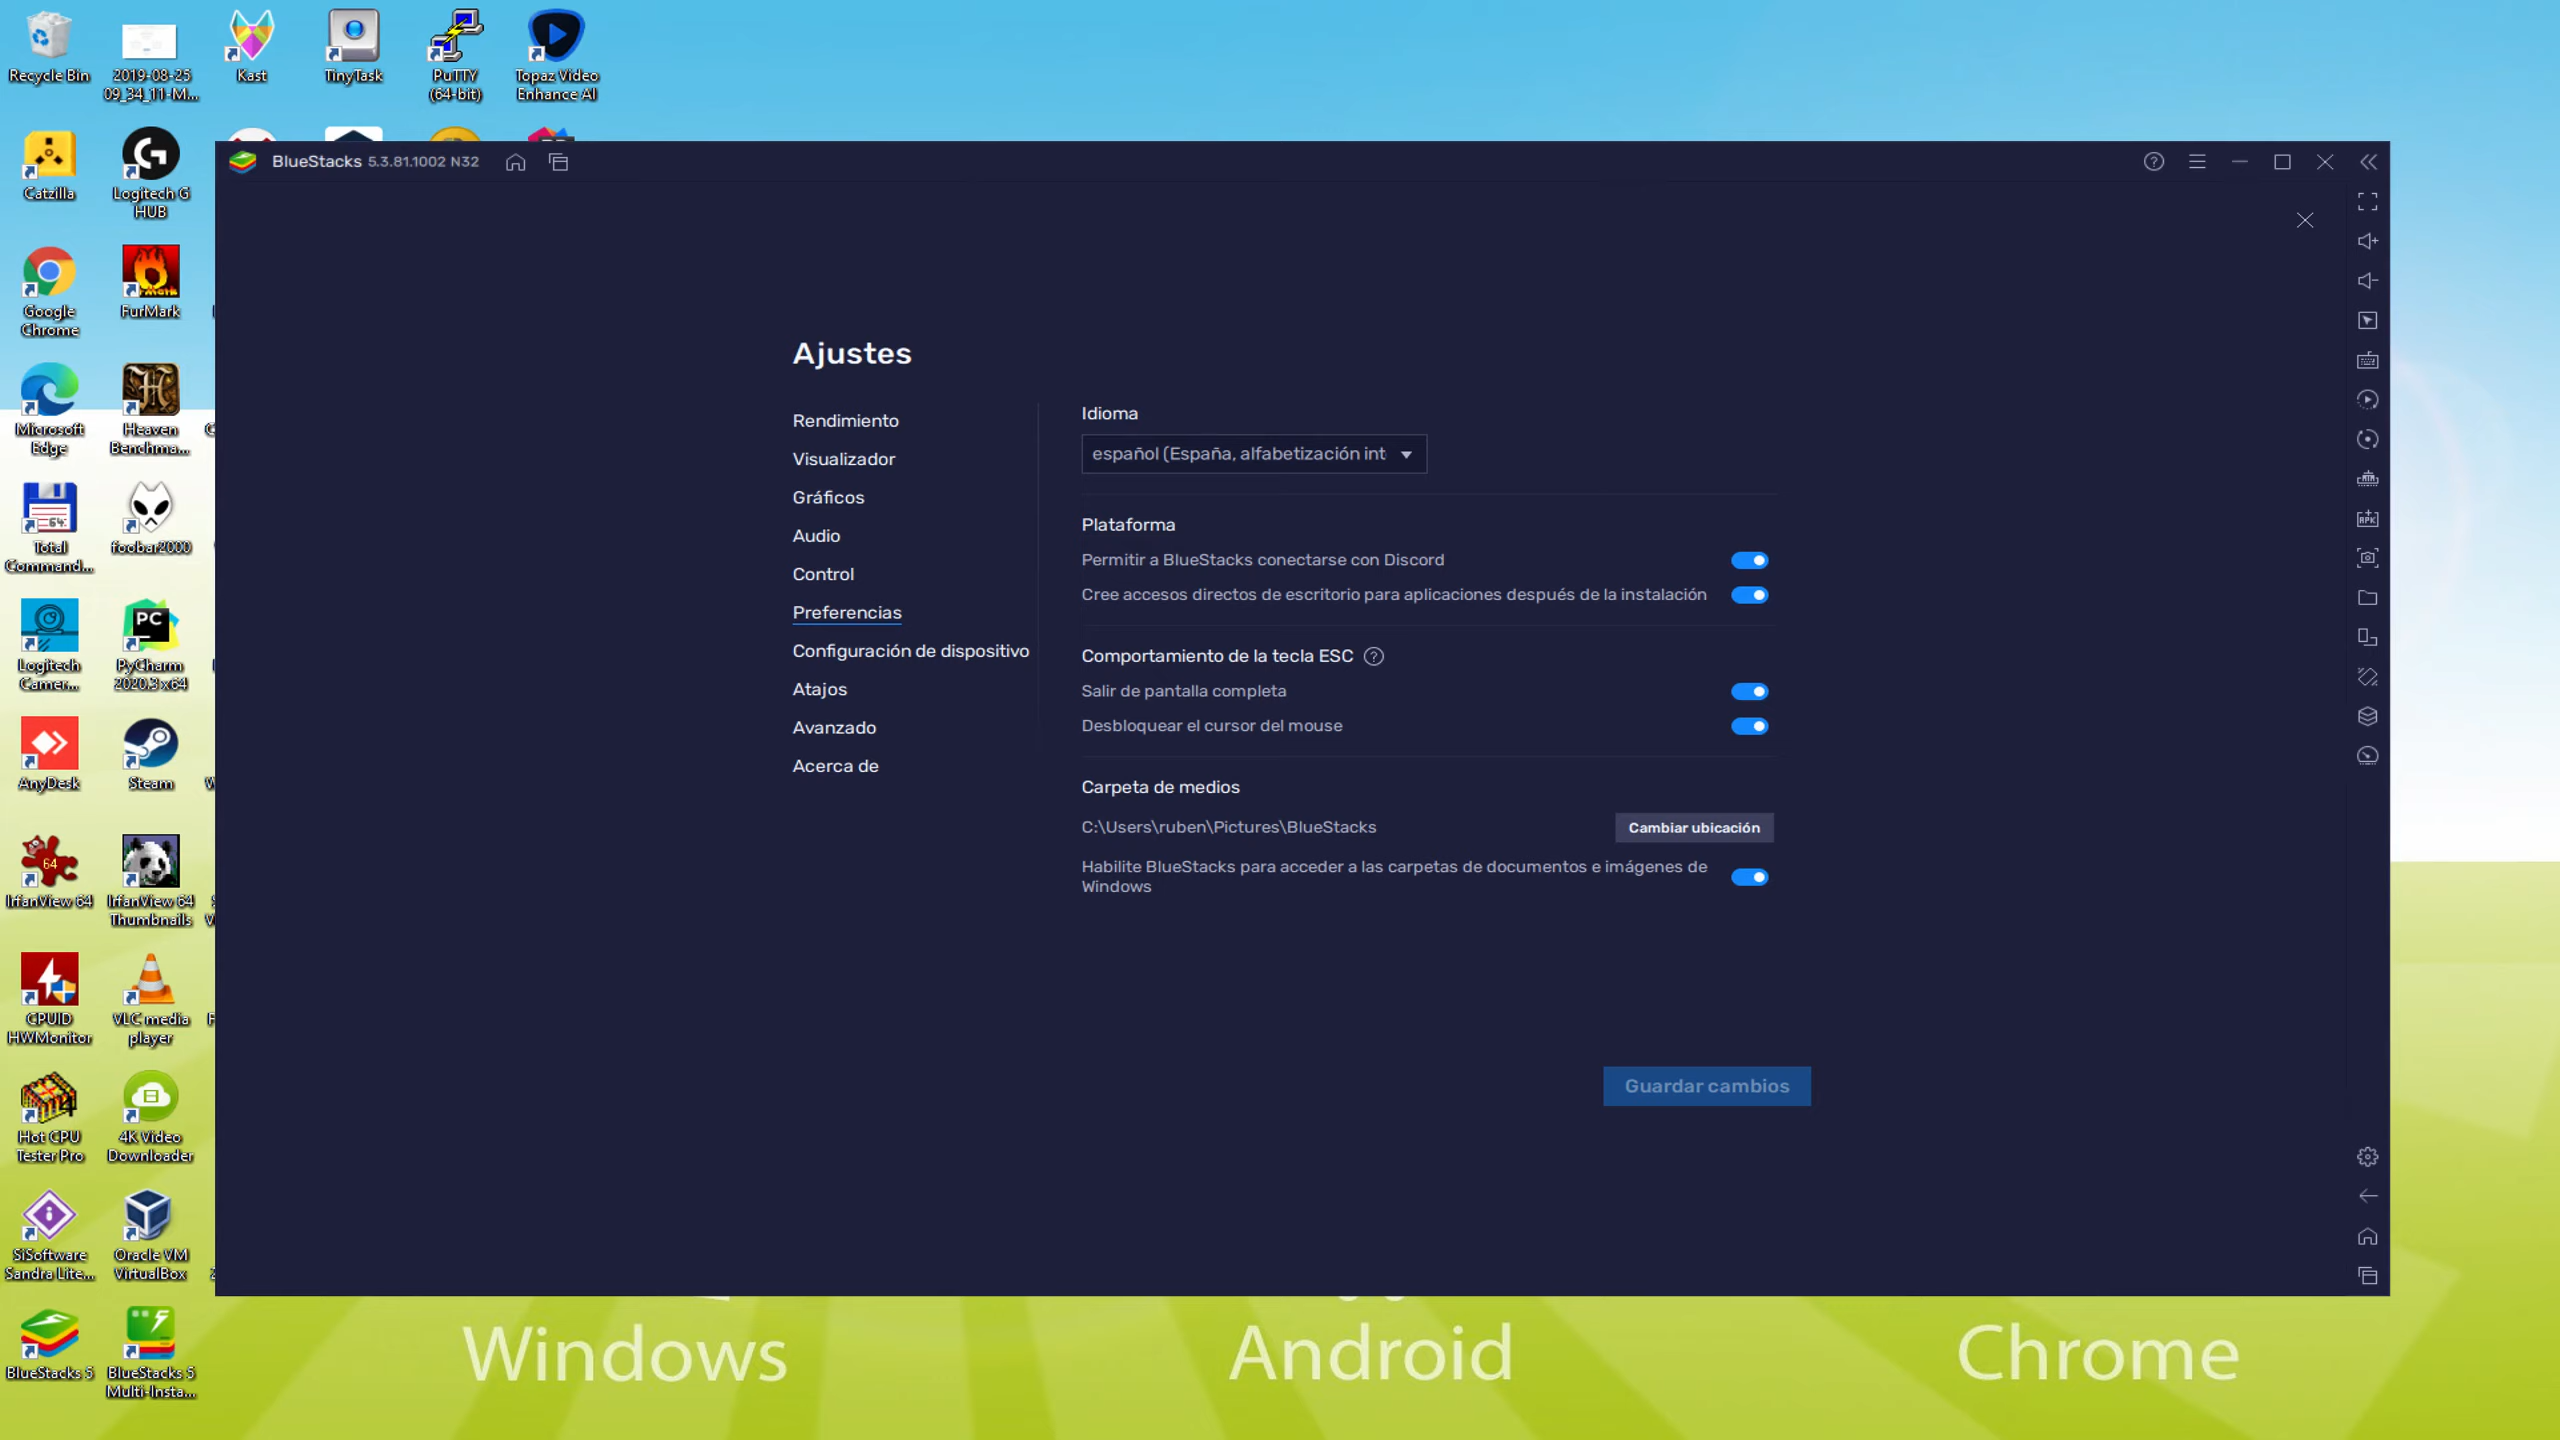 Recycle Bin
2019-08-25
09_34_11-M...
Kast
TinyTask
PuTTY
(64-bit)
Topaz Video
Enhance AI
Catzilla
Logitech G
HUB
Google
Chrome
FurMark
Microsoft
Edge
Heaven
Benchma...
Total
Command...
foobar2000
Logitech
Camer...
PyCharm
2020.3 x64
AnyDesk
Steam
IrfanView 64
IrfanView 64
Thumbnails
CPUID
HWMonitor
VLC media
player
Hot CPU
Tester Pro
4K Video
Downloader
SiSoftware
Sandra Lite...
Oracle VM
VirtualBox
BlueStacks 5
BlueStacks 5
Multi-Insta...
BlueStacks 5.3.81.1002 N32
Ajustes
Rendimiento
Visualizador
Gráficos
Audio
Control
Preferencias
Configuración de dispositivo
Atajos
Avanzado
Acerca de
Idioma
español (España, alfabetización int
Plataforma
Permitir a BlueStacks conectarse con Discord
Cree accesos directos de escritorio para aplicaciones después de la instalación
Comportamiento de la tecla ESC
Salir de pantalla completa
Desbloquear el cursor del mouse
Carpeta de medios
C:\Users\ruben\Pictures\BlueStacks
Cambiar ubicación
Habilite BlueStacks para acceder a las carpetas de documentos e imágenes de
Windows
Guardar cambios
Windows
Android
Chrome